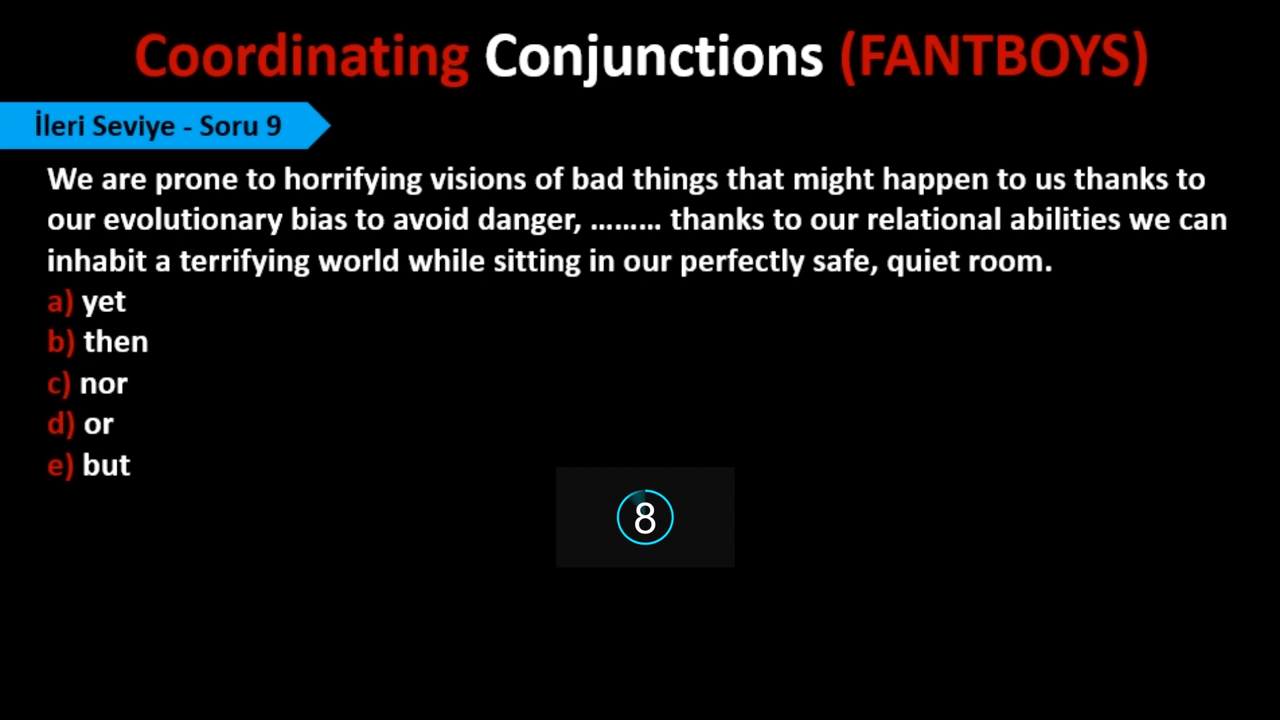 Coordinating Conjunctions (FANTBOYS)
İleri Seviye - Soru 9
We are prone to horrifying visions of bad things that might happen to us thanks to
our evolutionary bias to avoid danger, ......... thanks to our relational abilities we can
inhabit a terrifying world while sitting in our perfectly safe, quiet room.
a) yet
b) then
c) nor
d) or
e) but
8